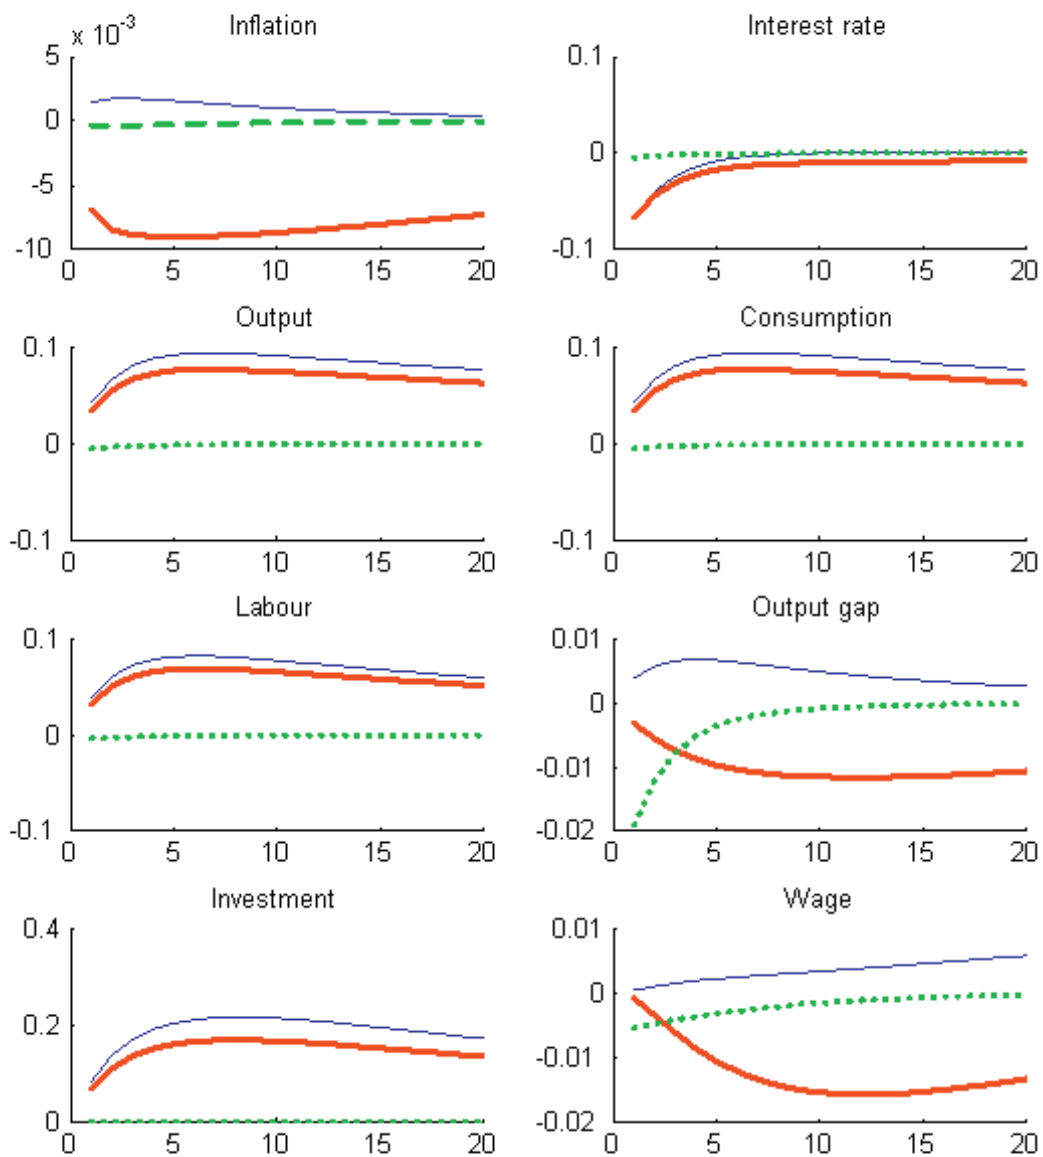 Inflation
x 10-3
5
0
-5
-10
0 5 10 15 20
Interest rate
0.1
0
-0.1
0 5 10 15 20
Output
0.1
0
-0.1
0 5 10 15 20
Consumption
0.1
0
-0.1
0 5 10 15 20
Labour
0.1
0
-0.1
0 5 10 15 20
Output gap
0.01
0
-0.01
-0.02
0 5 10 15 20
Investment
0.4
0.2
0
0 5 10 15 20
Wage
0.01
0
-0.01
-0.02
0 5 10 15 20